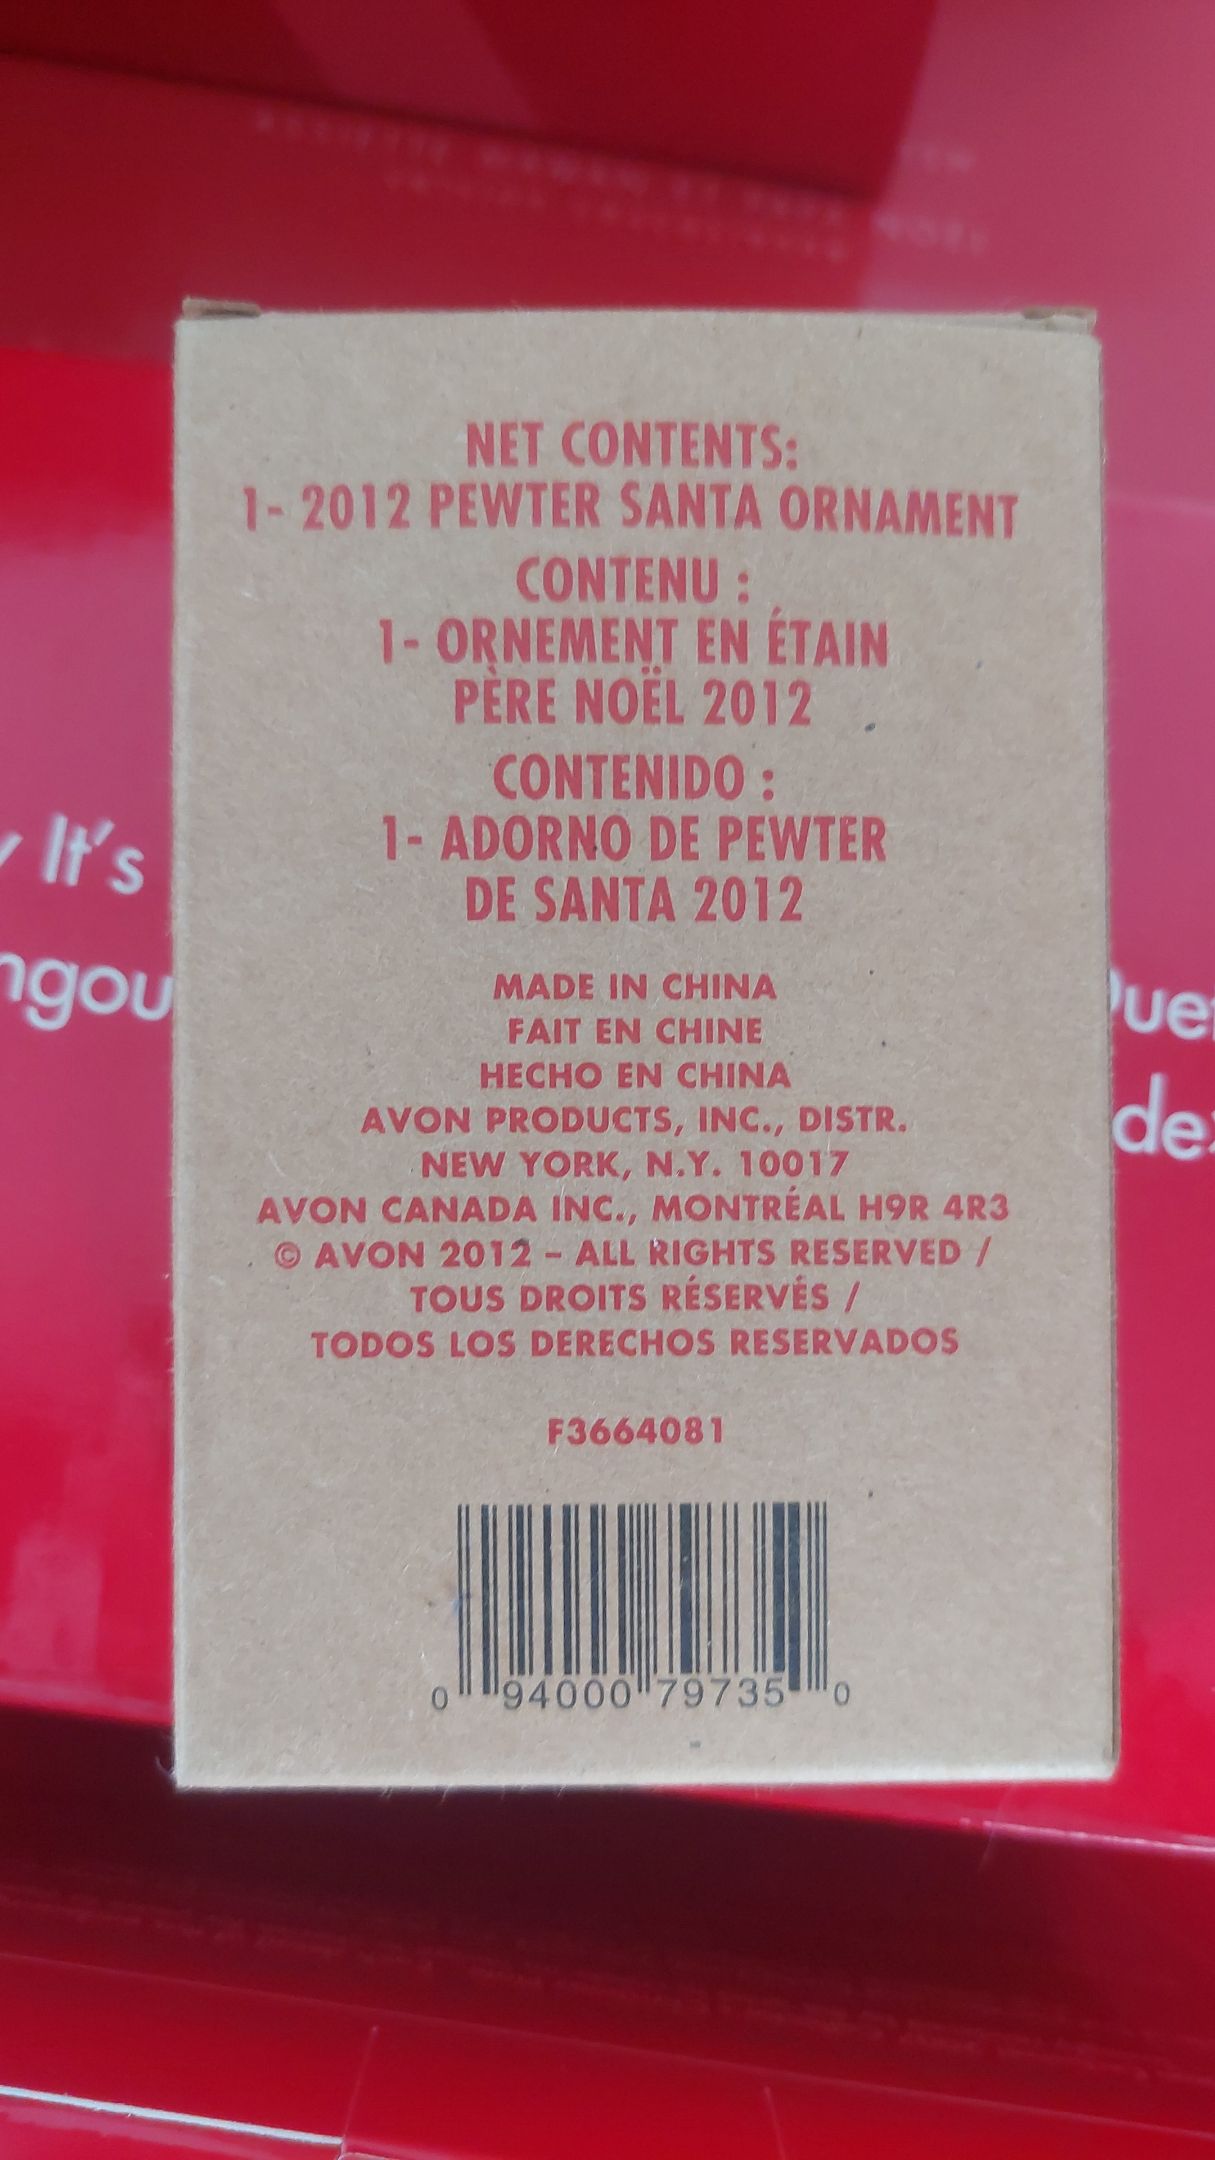 NET CONTENTS:
1- 2012 PEWTER SANTA ORNAMENT
CONTENU :
1- ORNEMENT EN ÉTAIN
PÈRE NOËL 2012
CONTENIDO :
1- ADORNO DE PEWTER
DE SANTA 2012
MADE IN CHINA
FAIT EN CHINE
HECHO EN CHINA
AVON PRODUCTS, INC., DISTR.
NEW YORK, N.Y. 10017
AVON CANADA INC., MONTRÉAL H9R 4R3
© AVON 2012 – ALL RIGHTS RESERVED /
TOUS DROITS RÉSERVÉS /
TODOS LOS DERECHOS RESERVADOS
F3664081
0 94000 79735 0
It's